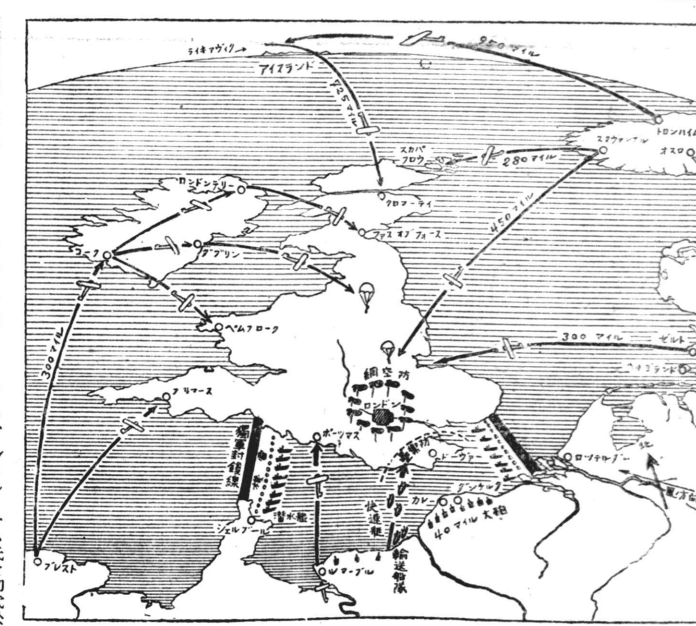 950マイル
レイキアヴィク
アイスランド
725マイル
トロンハイム
オスロ
スタヴァンゲル
スカパ
フロウ
280マイル
クロマーティ
ロンドンデリー
450マイル
ファスオブフォース
コーク
ダブリン
ペムブローク
300マイル
ゼルト
300マイル
プリマース
網空防
ロンドン
独軍封鎖線
ポーツマス
ドーヴァー
ロッテルダム
北
ダンケルク
カレー
潜水艦
快速艇
40マイル大砲
シェルブール
ブレスト
ルアーブル
輸送船隊